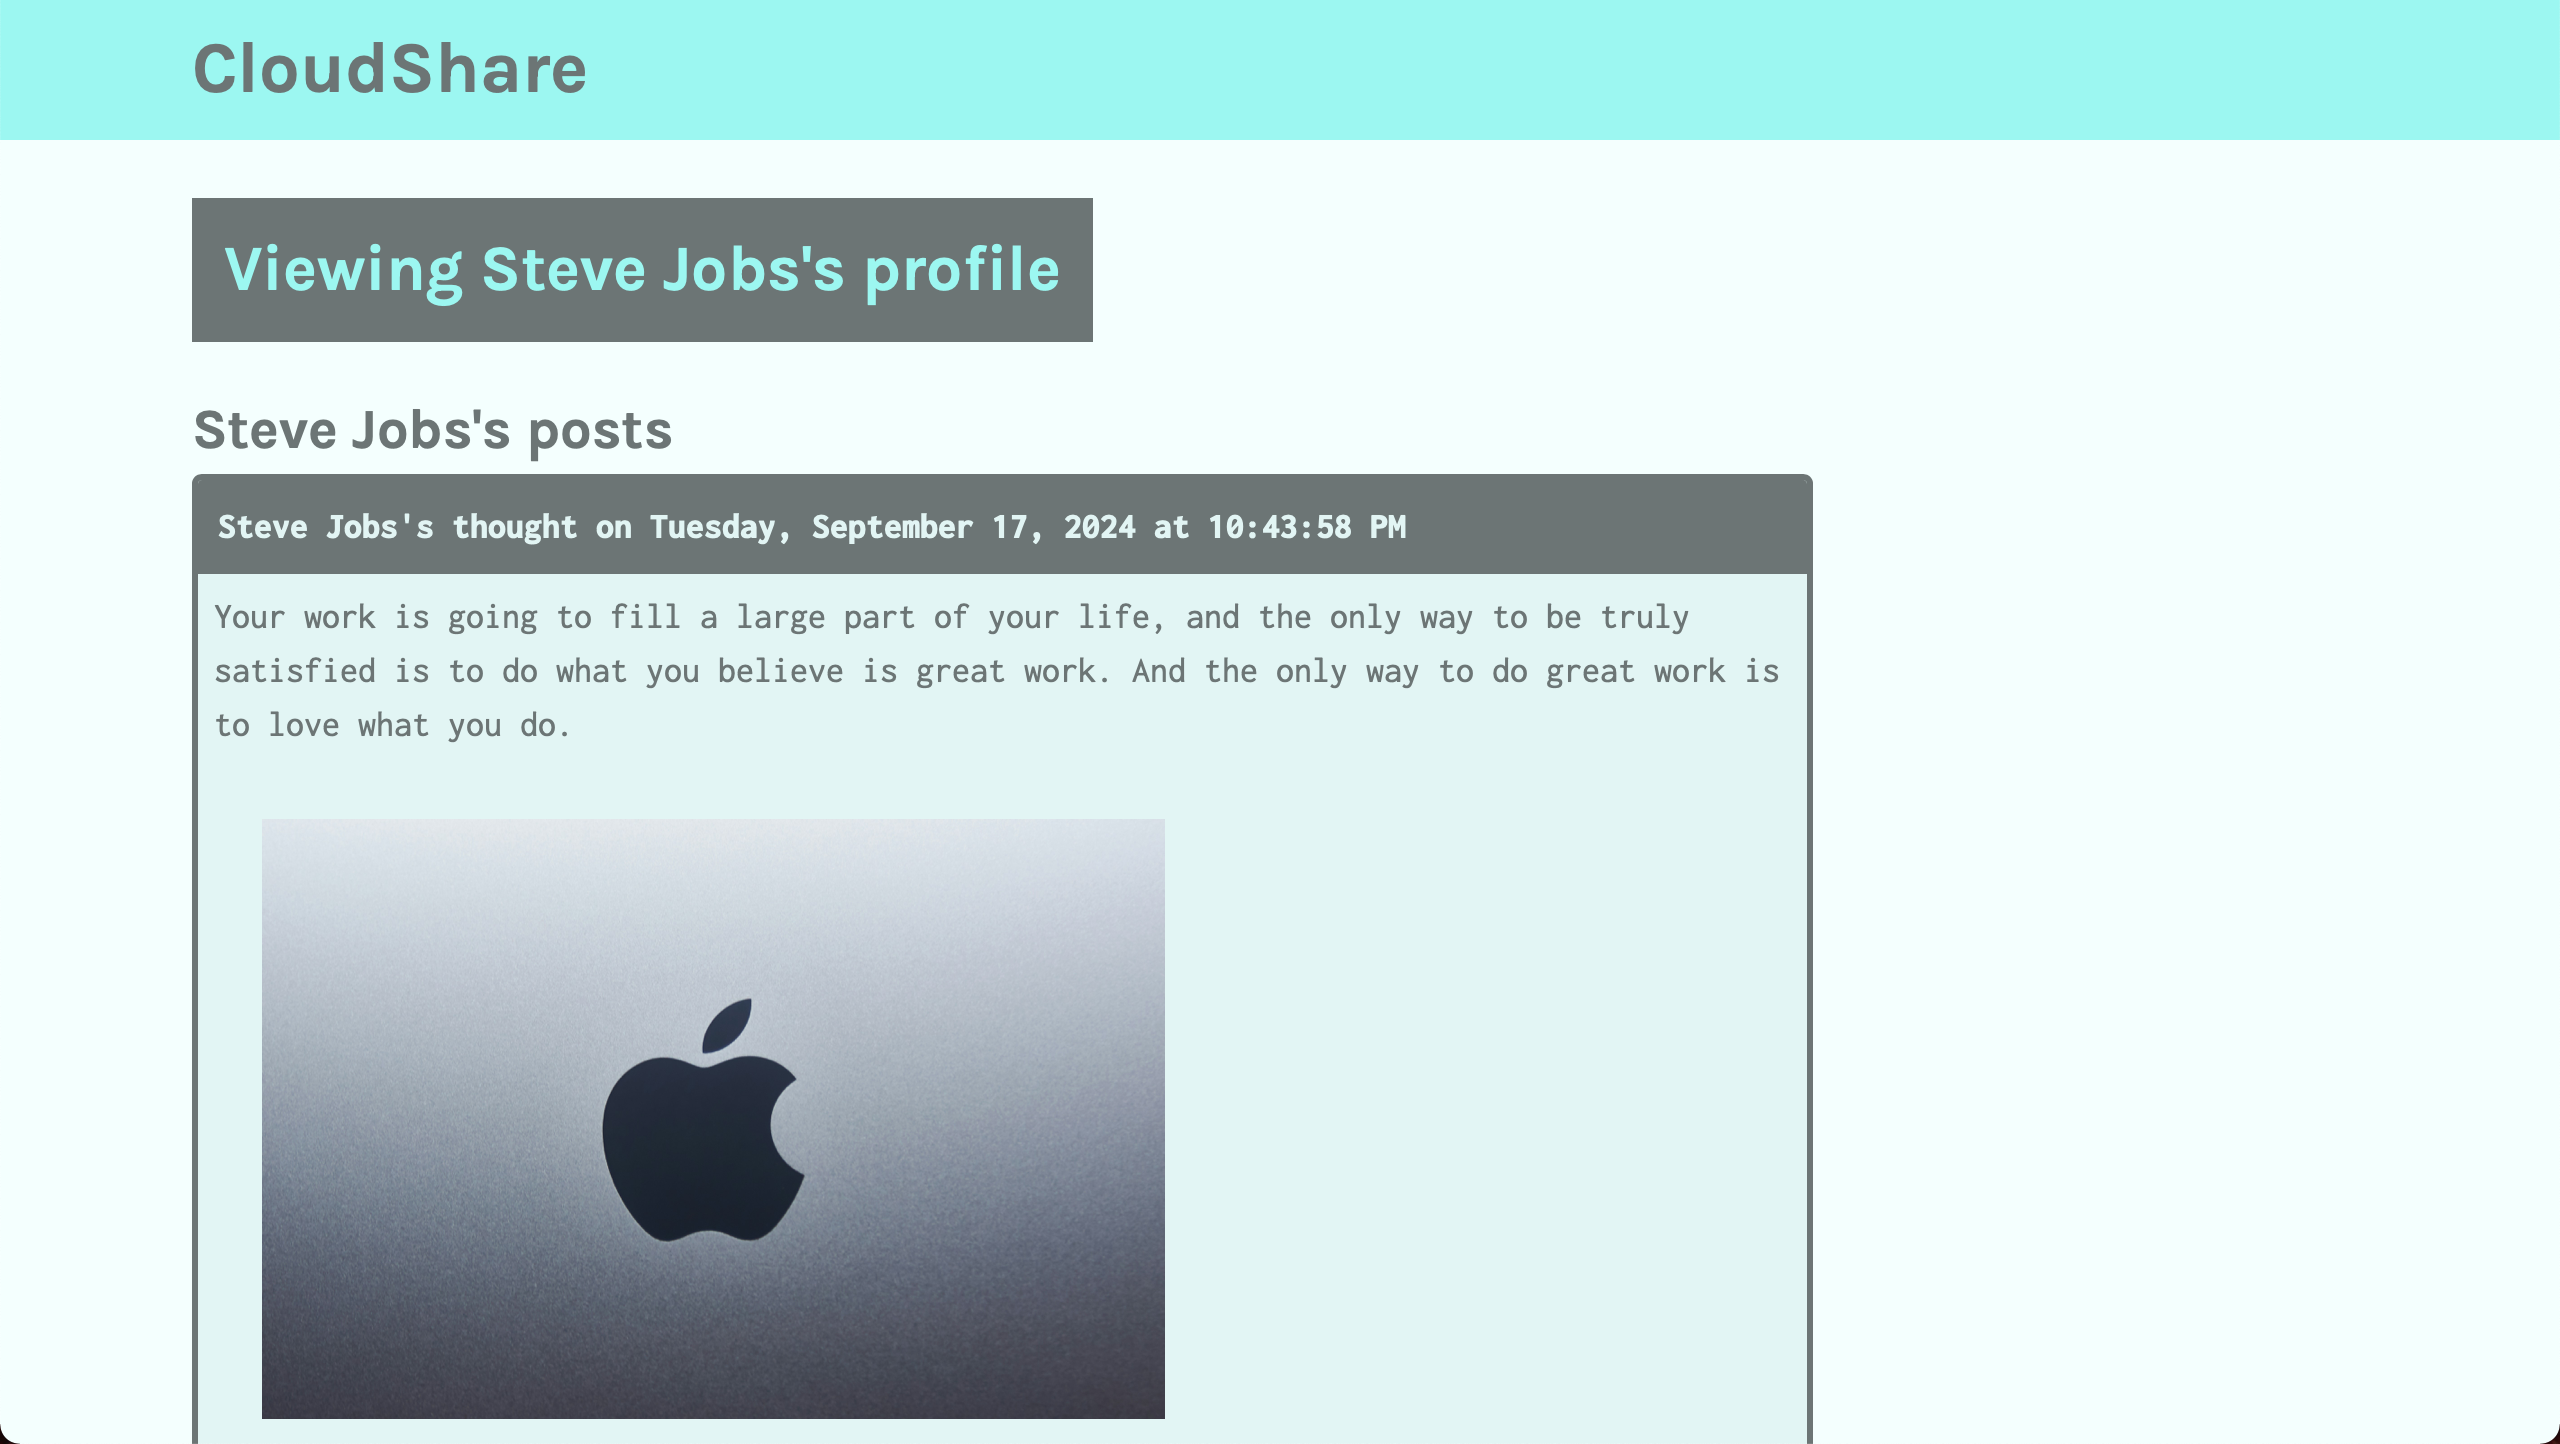 CloudShare
Viewing Steve Jobs's profile
Steve Jobs's posts
Steve Jobs's thought on Tuesday, September 17, 2024 at 10:43:58 PM
Your work is going to fill a large part of your life, and the only way to be truly
satisfied is to do what you believe is great work. And the only way to do great work is
to love what you do.